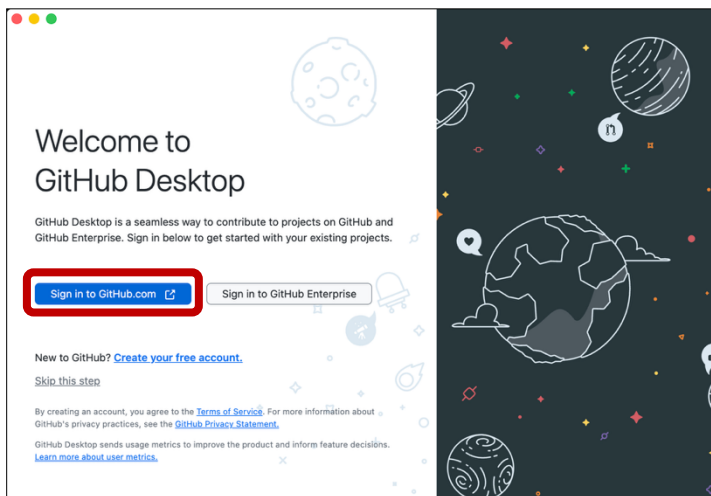 Welcome to
GitHub Desktop
GitHub Desktop is a seamless way to contribute to projects on GitHub and
GitHub Enterprise. Sign in below to get started with your existing projects.
Sign in to GitHub.com
Sign in to GitHub Enterprise
New to GitHub? Create your free account.
Skip this step
By creating an account, you agree to the Terms of Service. For more information about
GitHub's privacy practices, see the GitHub Privacy Statement.
GitHub Desktop sends usage metrics to improve the product and inform feature decisions.
Learn more about user metrics.